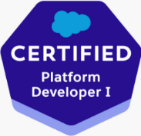 CERTIFIED
Platform
Developer I